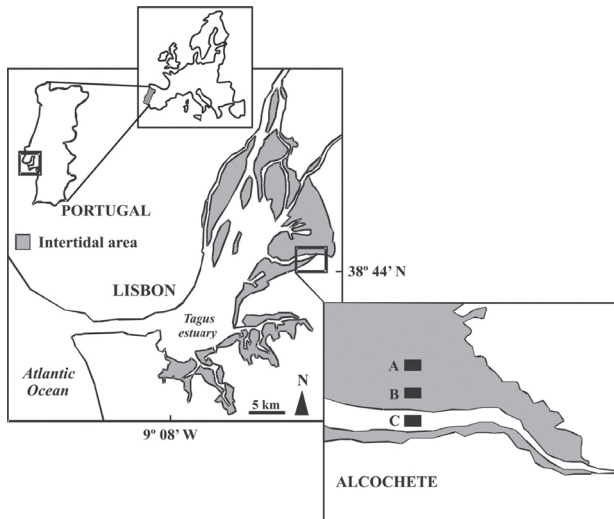 PORTUGAL
Intertidal area
38º 44' N
LISBON
Tagus
estuary
Atlantic
Ocean
5 km
N
9º 08' W
A
B
C
ALCOCHETE